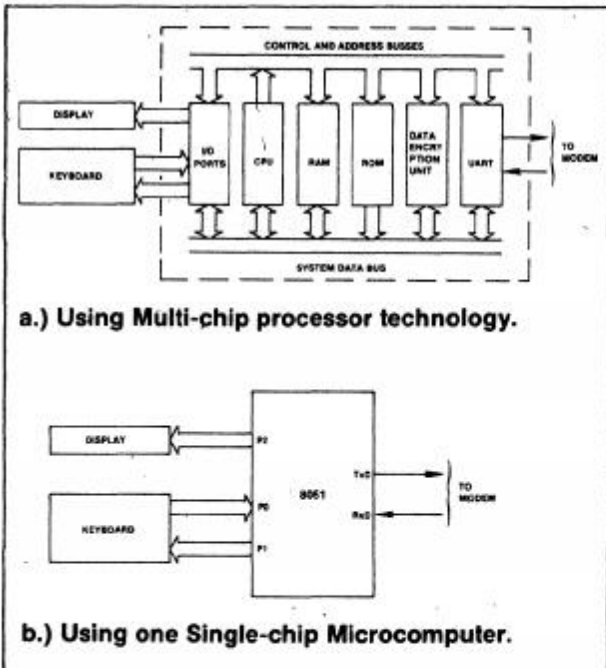 CONTROL AND ADDRESS BUSSES
DISPLAY
KEYBOARD
I/O
PORTS
CPU
RAM
ROM
DATA
ENCRY
PTION
UNIT
UART
TO
MODEM
SYSTEM DATA BUS
a.) Using Multi-chip processor technology.
DISPLAY
P2
8051
TxD
KEYBOARD
P0
RxD
TO
MODEM
P1
b.) Using one Single-chip Microcomputer.